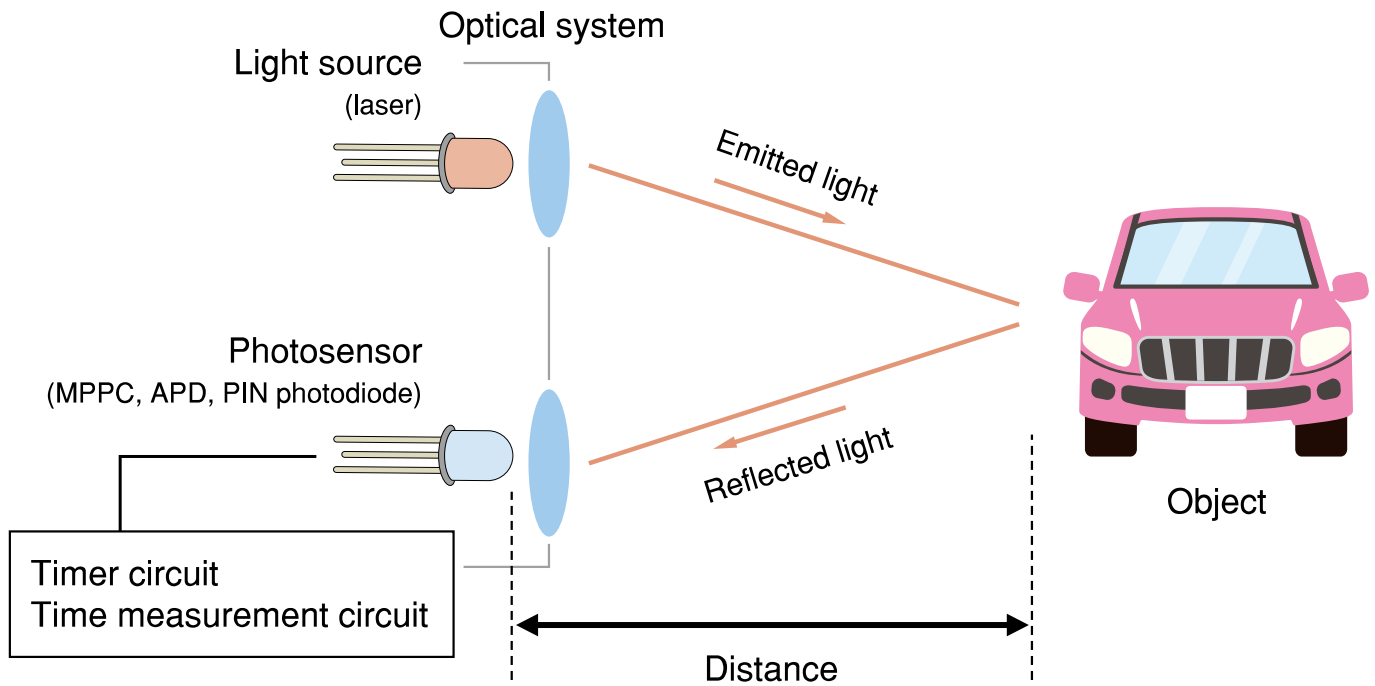 Optical system
Light source
(laser)
Emitted light
Photosensor
(MPPC, APD, PIN photodiode)
Reflected light
Object
Timer circuit
Time measurement circuit
Distance